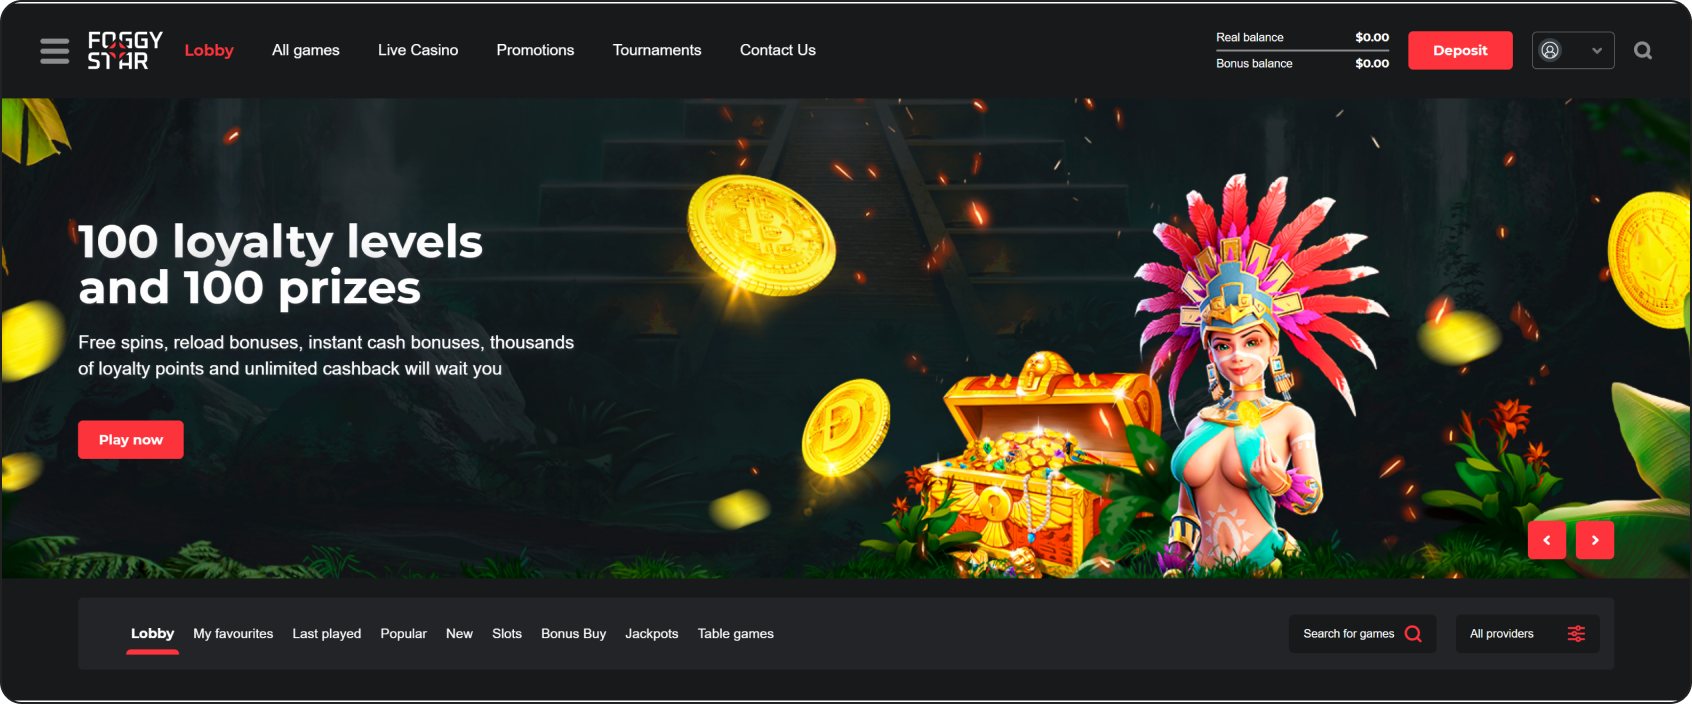 FOGGY
STAR
Lobby
All games
Live Casino
Promotions
Tournaments
Contact Us
Real balance $0.00
Bonus balance $0.00
Deposit
100 loyalty levels
and 100 prizes
Free spins, reload bonuses, instant cash bonuses, thousands
of loyalty points and unlimited cashback will wait you
Play now
Lobby
My favourites
Last played
Popular
New
Slots
Bonus Buy
Jackpots
Table games
Search for games
All providers